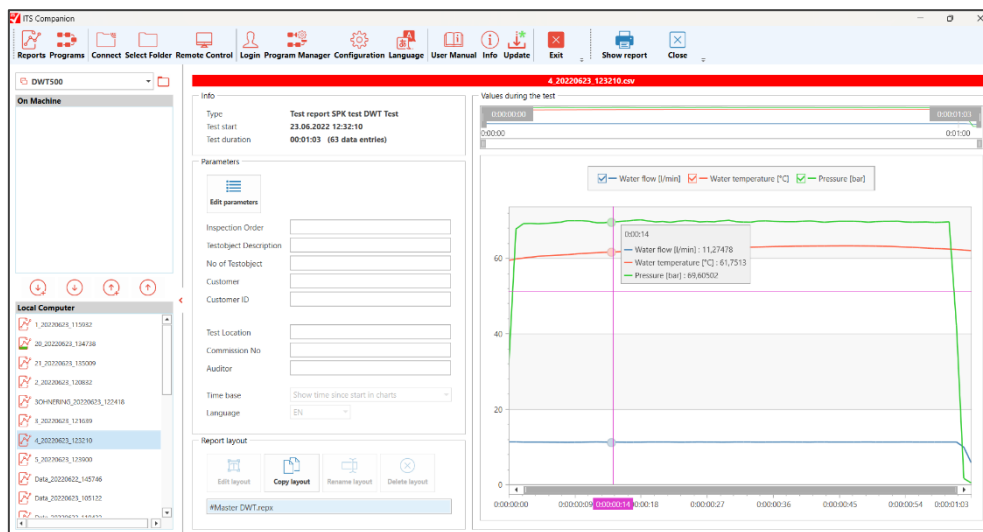 ITS Companion
Reports Programs Connect Select Folder Remote Control Login Program Manager Configuration Language User Manual Info Update Exit Show report Close
DWT500
4_20220623_123210.csv
On Machine
Info
Type Test report SPK test DWT Test
Test start 23.06.2022 12:32:10
Test duration 00:01:03 (63 data entries)
Parameters
Edit parameters
Inspection Order
Testobject Description
No of Testobject
Customer
Customer ID
Test Location
Commission No
Auditor
Time base Show time since start in charts
Language EN
Report layout
Edit layout Copy layout Rename layout Delete layout
#Master DWT.repx
Local Computer
1_20220623_115932
20_20220623_134738
21_20220623_135009
2_20220623_120832
3OHNERING_20220623_122418
3_20220623_121639
4_20220623_123210
5_20220623_123900
Data_20220622_145746
Data_20220623_105122
Values during the test
0:00:00:00 0:00:01:03
0:00:00 0:01:00
Water flow [l/min] Water temperature [°C] Pressure [bar]
0:00:14
Water flow [l/min] : 11,27478
Water temperature [°C] : 61,7513
Pressure [bar] : 69,60502
60
40
20
0
0:00:00:00 0:00:00:09 0:00:00:14 0:00:00:18 0:00:00:27 0:00:00:36 0:00:00:45 0:00:00:54 0:00:01:03